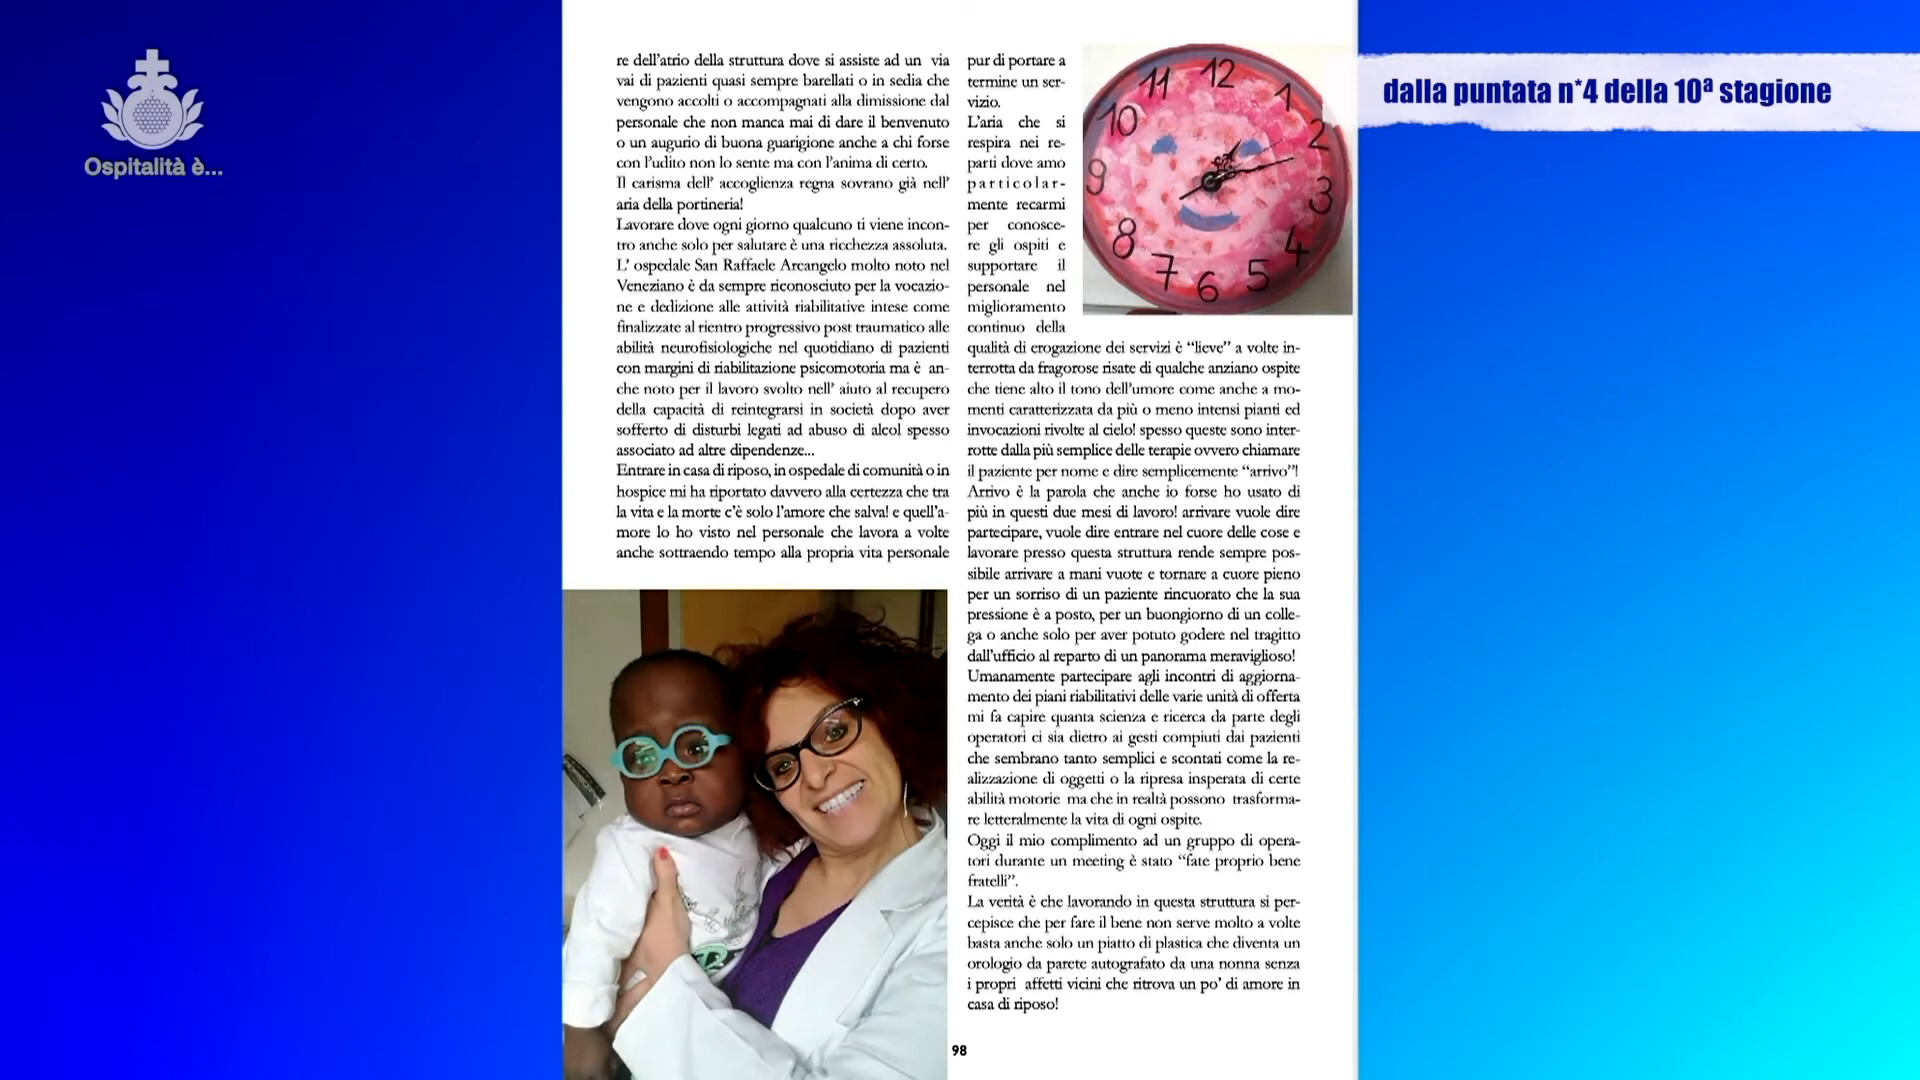 Ospitalità è...
re dell'atrio della struttura dove si assiste ad un via
vai di pazienti quasi sempre barellati o in sedia che
vengono accolti o accompagnati alla dimissione dal
personale che non manca mai di dare il benvenuto
o un augurio di buona guarigione anche a chi forse
con l'udito non lo sente ma con l'anima di certo.
Il carisma dell' accoglienza regna sovrano già nell'
aria della portineria!
Lavorare dove ogni giorno qualcuno ti viene incon-
tro anche solo per salutare è una ricchezza assoluta.
L' ospedale San Raffaele Arcangelo molto noto nel
Veneziano è da sempre riconosciuto per la vocazio-
ne e dedizione alle attività riabilitative intese come
finalizzate al rientro progressivo post traumatico alle
abilità neurofisiologiche nel quotidiano di pazienti
con margini di riabilitazione psicomotoria ma è an-
che noto per il lavoro svolto nell' aiuto al recupero
della capacità di reintegrarsi in società dopo aver
sofferto di disturbi legati ad abuso di alcol spesso
associato ad altre dipendenze...
Entrare in casa di riposo, in ospedale di comunità o in
hospice mi ha riportato davvero alla certezza che tra
la vita e la morte c'è solo l'amore che salva! e quell'a-
more lo ho visto nel personale che lavora a volte
anche sottraendo tempo alla propria vita personale
pur di portare a
termine un ser-
vizio.
L'aria che si
respira nei re-
parti dove amo
particolar-
mente recarmi
per conosce-
re gli ospiti e
supportare il
personale nel
miglioramento
continuo della
qualità di erogazione dei servizi è “lieve” a volte in-
terrotta da fragorose risate di qualche anziano ospite
che tiene alto il tono dell'umore come anche a mo-
menti caratterizzata da più o meno intensi pianti ed
invocazioni rivolte al cielo! spesso queste sono inter-
rotte dalla più semplice delle terapie ovvero chiamare
il paziente per nome e dire semplicemente “arrivo”!
Arrivo è la parola che anche io forse ho usato di
più in questi due mesi di lavoro! arrivare vuole dire
partecipare, vuole dire entrare nel cuore delle cose e
lavorare presso questa struttura rende sempre pos-
sibile arrivare a mani vuote e tornare a cuore pieno
per un sorriso di un paziente rincuorato che la sua
pressione è a posto, per un buongiorno di un colle-
ga o anche solo per aver potuto godere nel tragitto
dall'ufficio al reparto di un panorama meraviglioso!
Umanamente partecipare agli incontri di aggiorna-
mento dei piani riabilitativi delle varie unità di offerta
mi fa capire quanta scienza e ricerca da parte degli
operatori ci sia dietro ai gesti compiuti dai pazienti
che sembrano tanto semplici e scontati come la re-
alizzazione di oggetti o la ripresa insperata di certe
abilità motorie ma che in realtà possono trasforma-
re letteralmente la vita di ogni ospite.
Oggi il mio complimento ad un gruppo di opera-
tori durante un meeting è stato “fate proprio bene
fratelli”.
La verità è che lavorando in questa struttura si per-
cepisce che per fare il bene non serve molto a volte
basta anche solo un piatto di plastica che diventa un
orologio da parete autografato da una nonna senza
i propri affetti vicini che ritrova un po' di amore in
casa di riposo!
12
1
2
3
4
5
6
7
8
9
10
11
dalla puntata n*4 della 10ª stagione
98